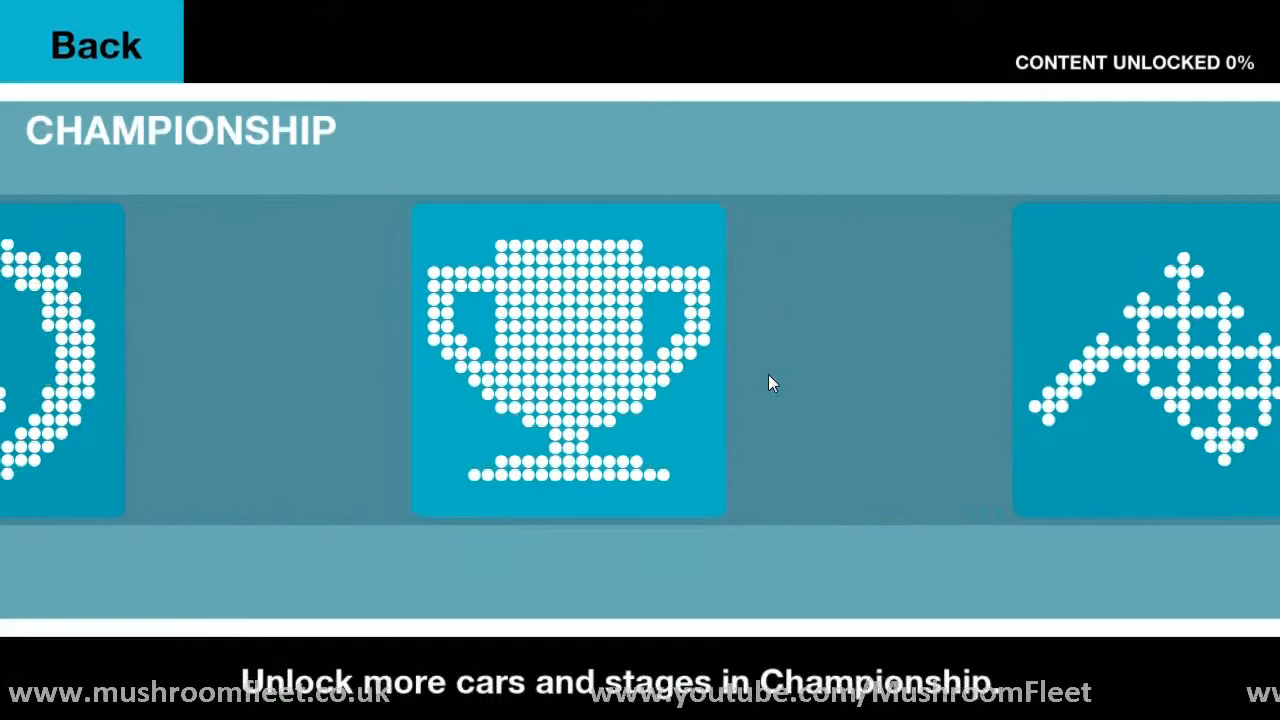 Back
CONTENT UNLOCKED 0%
CHAMPIONSHIP
Unlock more cars and stages in Championship.
www.mushroomfleet.co.uk www.youtube.com/MushroomFleet